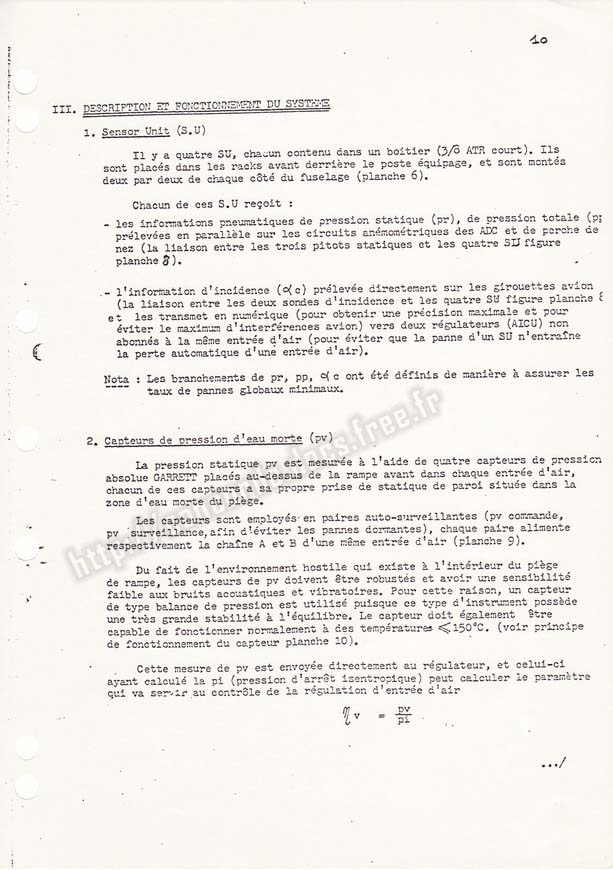 10
III. DESCRIPTION ET FONCTIONNEMENT DU SYSTEME
1. Sensor Unit (S.U)
Il y a quatre SU, chacun contenu dans un boitier (3/8 ATR court). Ils
sont placés dans les racks avant derrière le poste équipage, et sont montés
deux par deux de chaque côté du fuselage (planche 6).
Chacun de ces S.U reçoit :
- les informations pneumatiques de pression statique (pr), de pression totale (pp
prélevées en parallèle sur les circuits anémométriques des ADC et de perche de
nez (la liaison entre les trois pitots statiques et les quatre SU figure
planche 8).
- l'information d'incidence (αc) prélevée directement sur les girouettes avion
(la liaison entre les deux sondes d'incidence et les quatre SU figure planche 8
et les transmet en numérique (pour obtenir une précision maximale et pour
éviter le maximum d'interférences avion) vers deux régulateurs (AICU) non
abonnés à la même entrée d'air (pour éviter que la panne d'un SU n'entraîne
la perte automatique d'une entrée d'air).
Nota : Les branchements de pr, pp, αc ont été définis de manière à assurer les
taux de pannes globaux minimaux.
2. Capteurs de pression d'eau morte (pv)
La pression statique pv est mesurée à l'aide de quatre capteurs de pression
absolue GARRETT placés au-dessus de la rampe avant dans chaque entrée d'air,
chacun de ces capteurs a sa propre prise de statique de paroi située dans la
zone d'eau morte du piège.
Les capteurs sont employés en paires auto-surveillantes (pv commande,
pv surveillance, afin d'éviter les pannes dormantes), chaque paire alimente
respectivement la chaîne A et B d'une même entrée d'air (planche 9).
Du fait de l'environnement hostile qui existe à l'intérieur du piège
de rampe, les capteurs de pv doivent être robustes et avoir une sensibilité
faible aux bruits acoustiques et vibratoires. Pour cette raison, un capteur
de type balance de pression est utilisé puisque ce type d'instrument possède
une très grande stabilité à l'équilibre. Le capteur doit également être
capable de fonctionner normalement à des températures ⩽150°C. (voir principe
de fonctionnement du capteur planche 10).
Cette mesure de pv est envoyée directement au régulateur, et celui-ci
ayant calculé la pi (pression d'arrêt isentropique) peut calculer le paramètre
qui va servir au contrôle de la régulation d'entrée d'air
ηv = pv/pi
.../